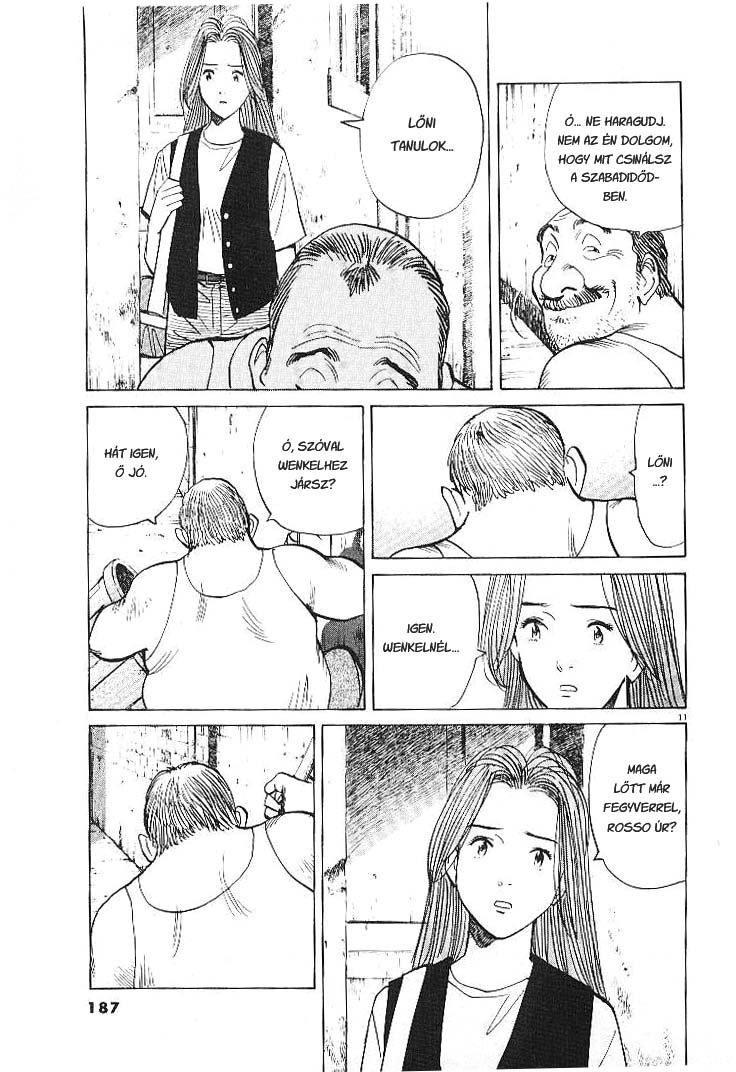 Ó... NE HARAGUDJ.
NEM AZ ÉN DOLGOM,
HOGY MIT CSINÁLSZ
A SZABADIDŐD-
BEN.
LŐNI
TANULOK...
LŐNI
...?
IGEN.
WENKELNÉL...
Ó, SZÓVAL
WENKELHEZ
JÁRSZ?
HÁT IGEN,
Ő JÓ.
11
MAGA
LŐTT MÁR
FEGYVERREL,
ROSSO ÚR?
187